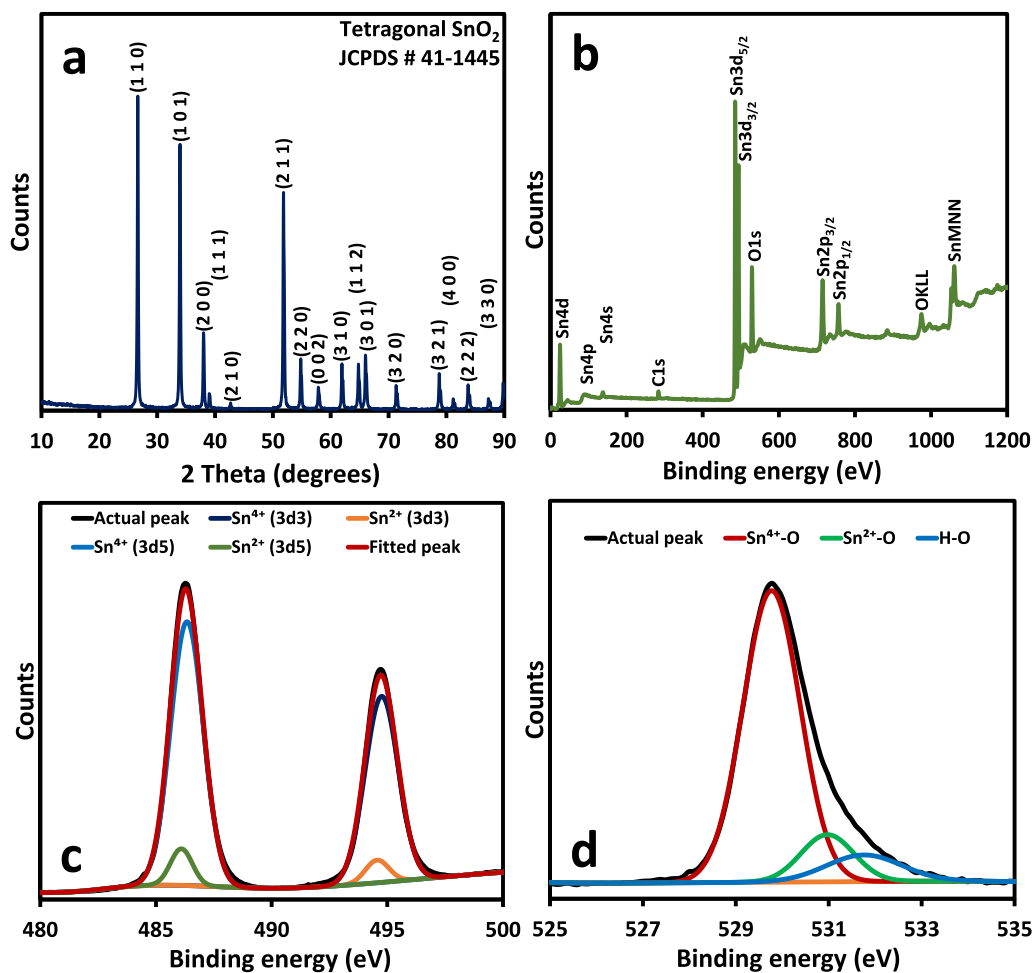 a
Tetragonal SnO₂
JCPDS # 41-1445
(1 1 0)
(1 0 1)
(2 0 0)
(1 1 1)
(2 1 0)
(2 1 1)
(2 2 0)
(0 0 2)
(3 1 0)
(1 1 2)
(3 0 1)
(3 2 0)
(3 2 1)
(4 0 0)
(2 2 2)
(3 3 0)
Counts
10 20 30 40 50 60 70 80 90
2 Theta (degrees)
b
Sn4d
Sn4p
Sn4s
C1s
Sn3d₅/₂
Sn3d₃/₂
O1s
Sn2p₃/₂
Sn2p₁/₂
OKLL
SnMNN
Counts
0 200 400 600 800 1000 1200
Binding energy (eV)
Actual peak Sn⁴⁺ (3d3) Sn²⁺ (3d3)
Sn⁴⁺ (3d5) Sn²⁺ (3d5) Fitted peak
Counts
c
480 485 490 495 500
Binding energy (eV)
Actual peak Sn⁴⁺-O Sn²⁺-O H-O
Counts
d
525 527 529 531 533 535
Binding energy (eV)